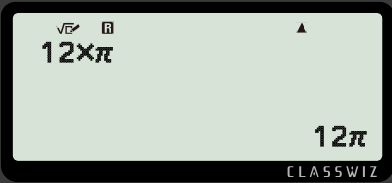 √□/ R ▲
12×π
12π
CLASSWIZ